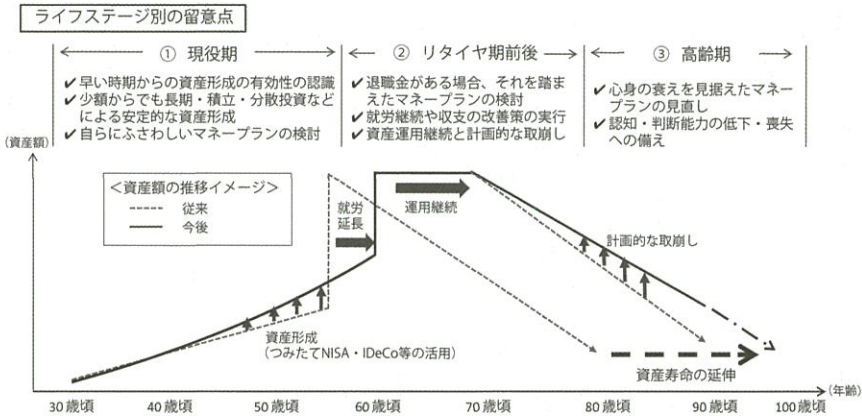 ライフステージ別の留意点
① 現役期
② リタイヤ期前後
③ 高齢期
✔早い時期からの資産形成の有効性の認識
✔少額からでも長期・積立・分散投資など
による安定的な資産形成
✔自らにふさわしいマネープランの検討
✔退職金がある場合、それを踏ま
えたマネープランの検討
✔就労継続や収支の改善策の実行
✔資産運用継続と計画的な取崩し
✔心身の衰えを見据えたマネー
プランの見直し
✔認知・判断能力の低下・喪失
への備え
(資産額)
<資産額の推移イメージ>
従来
今後
就労
延長
運用継続
計画的な取崩し
資産形成
(つみたてNISA・IDeCo等の活用)
資産寿命の延伸
(年齢)
30歳頃
40歳頃
50歳頃
60歳頃
70歳頃
80歳頃
90歳頃
100歳頃